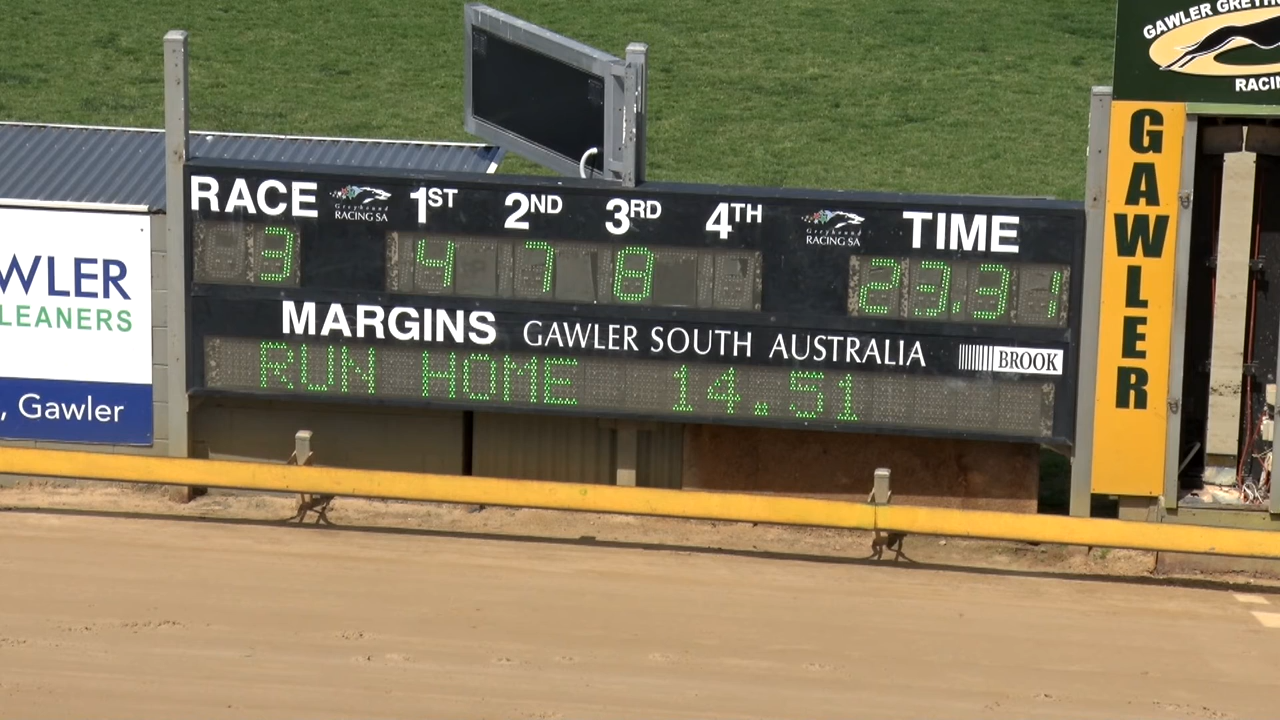 GAWLER GREYHO
RACIN
GAWLER
RACE
Greyhound
RACING SA
1ST 2ND 3RD 4TH
Greyhound
RACING SA
TIME
3 4 7 8 23.31
MARGINS GAWLER SOUTH AUSTRALIA BROOK
RUN HOME 14.51
WLER
LEANERS
, Gawler